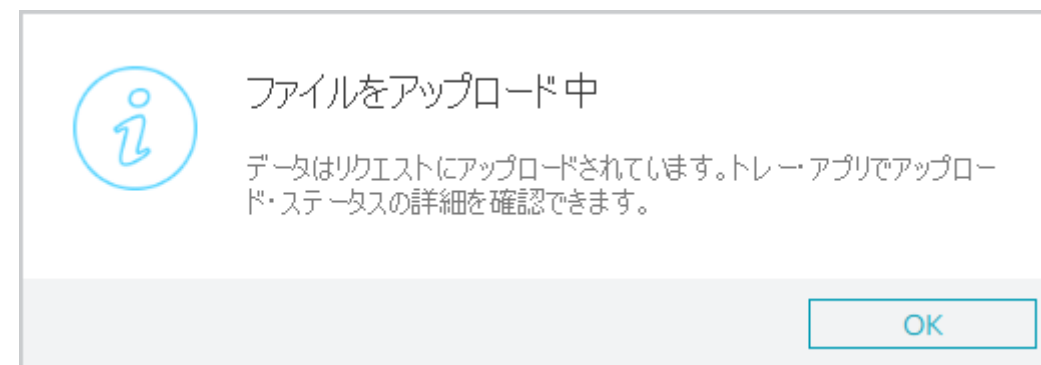 ファイルをアップロード中
データはリクエストにアップロードされています。トレー・アプリでアップロー
ド・ステータスの詳細を確認できます。
OK